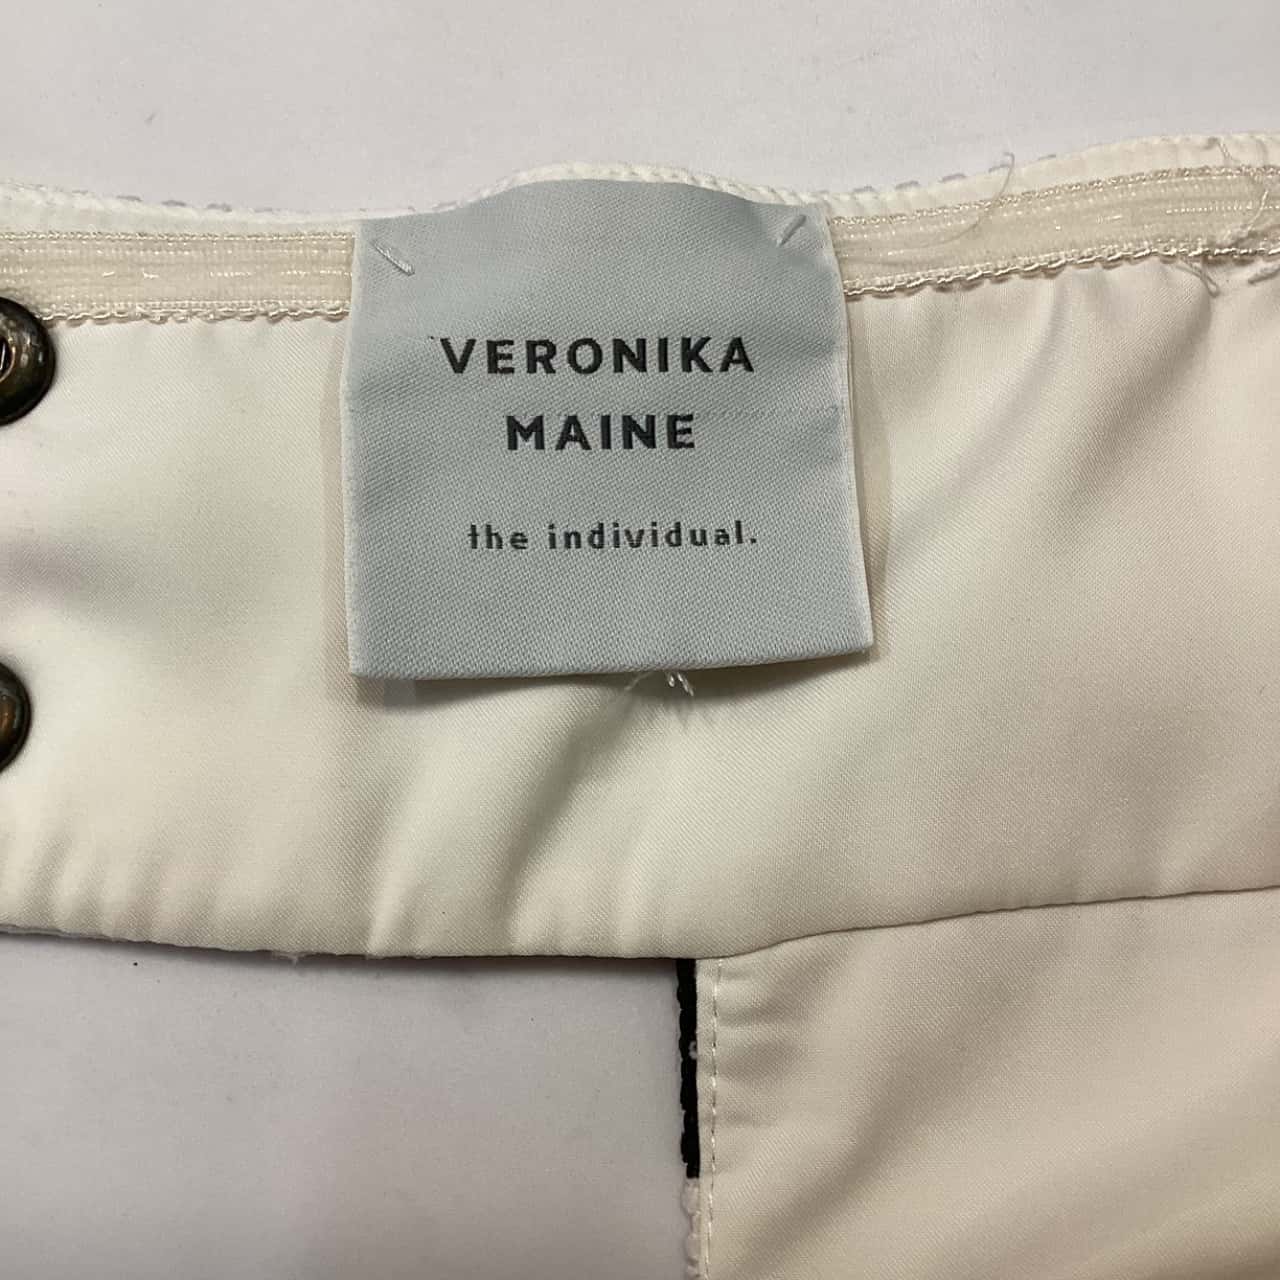 VERONIKA
MAINE
the individual.